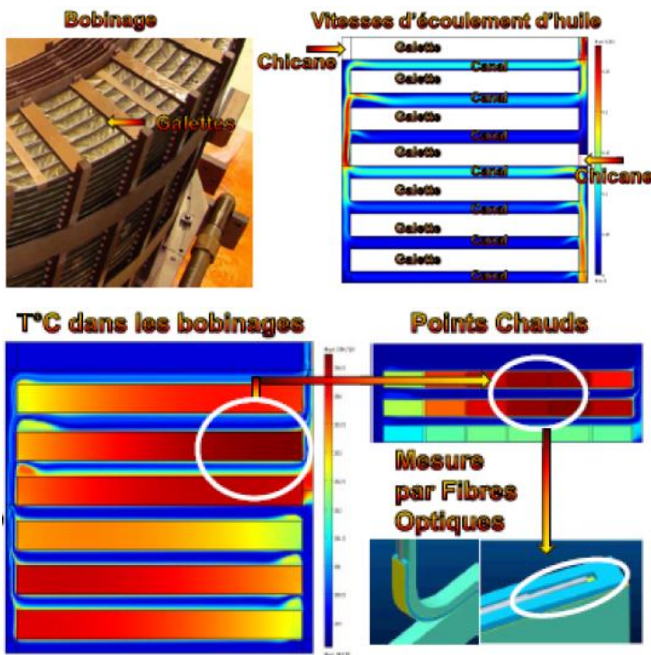 Bobinage
Galettes
Vitesses d'écoulement d'huile
Chicane
Galette
Canal
Galette
Canal
Galette
Canal
Galette
Canal
Chicane
Galette
Canal
Galette
Canal
Galette
Canal
T°C dans les bobinages
Points Chauds
Mesure
par Fibres
Optiques